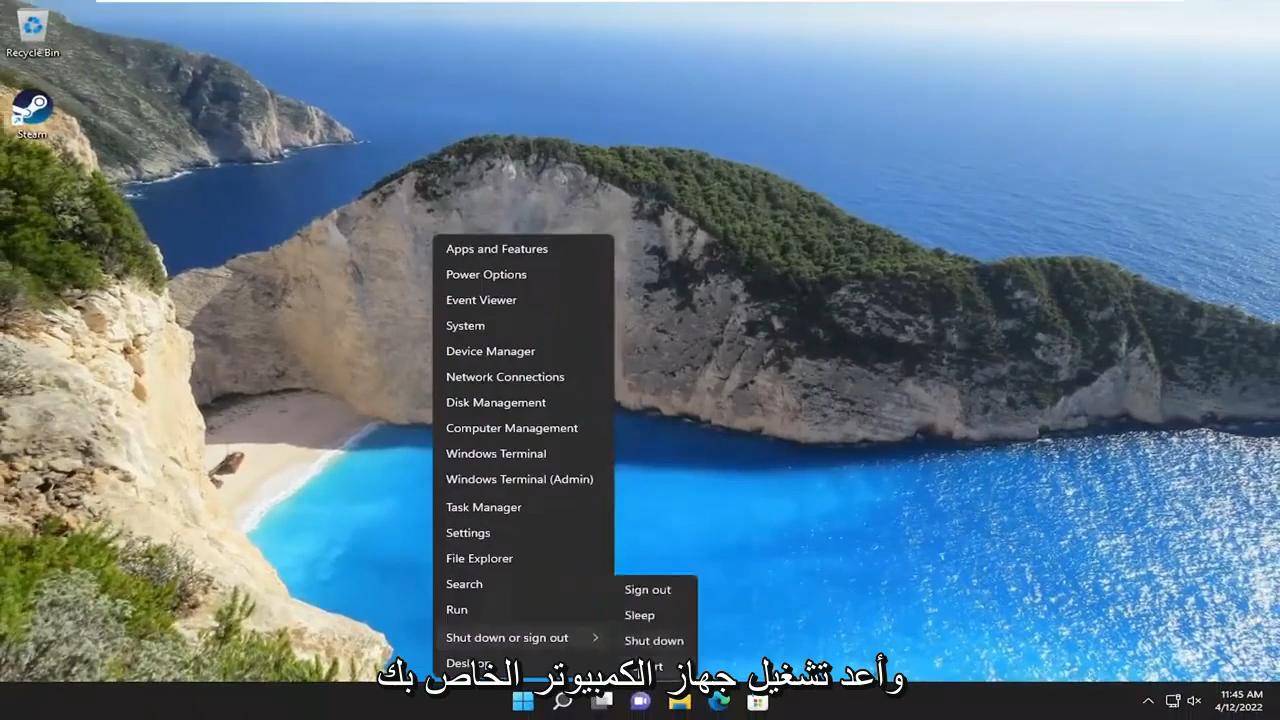 Recycle Bin
Steam
Apps and Features
Power Options
Event Viewer
System
Device Manager
Network Connections
Disk Management
Computer Management
Windows Terminal
Windows Terminal (Admin)
Task Manager
Settings
File Explorer
Search
Run
Shut down or sign out
Sign out
Sleep
Shut down
وأعد تشغيل جهاز الكمبيوتر الخاص بك
11:45 AM
4/12/2022